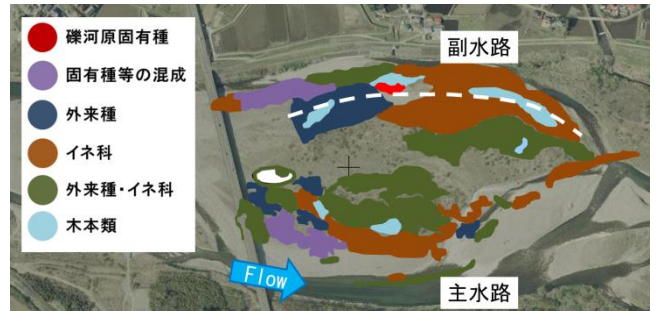 礫河原固有種
固有種等の混成
外来種
イネ科
外来種・イネ科
木本類
副水路
Flow
主水路